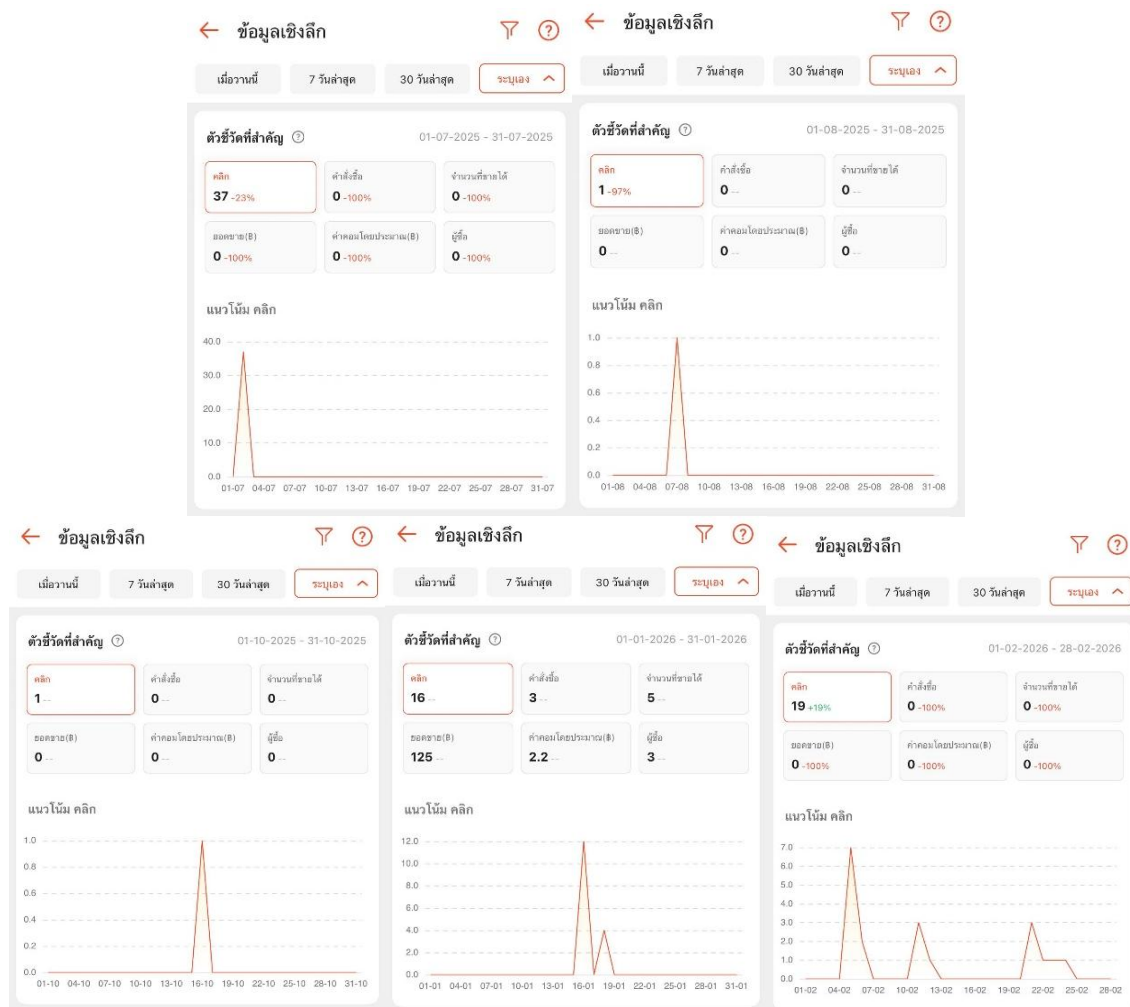 ข้อมูลเชิงลึก
เมื่อวานนี้ 7 วันล่าสุด 30 วันล่าสุด ระบุเอง
ตัวชี้วัดที่สำคัญ 01-07-2025 - 31-07-2025
คลิก คำสั่งซื้อ จำนวนที่ขายได้
37 -23% 0 -100% 0 -100%
ยอดขาย(฿) ค่าคอมโดยประมาณ(฿) ผู้ซื้อ
0 -100% 0 -100% 0 -100%
แนวโน้ม คลิก
40.0
30.0
20.0
10.0
0.0
01-07 04-07 07-07 10-07 13-07 16-07 19-07 22-07 25-07 28-07 31-07
ข้อมูลเชิงลึก
เมื่อวานนี้ 7 วันล่าสุด 30 วันล่าสุด ระบุเอง
ตัวชี้วัดที่สำคัญ 01-08-2025 - 31-08-2025
คลิก คำสั่งซื้อ จำนวนที่ขายได้
1 -97% 0 -- 0 --
ยอดขาย(฿) ค่าคอมโดยประมาณ(฿) ผู้ซื้อ
0 -- 0 -- 0 --
แนวโน้ม คลิก
1.0
0.8
0.6
0.4
0.2
0.0
01-08 04-08 07-08 10-08 13-08 16-08 19-08 22-08 25-08 28-08 31-08
ข้อมูลเชิงลึก
เมื่อวานนี้ 7 วันล่าสุด 30 วันล่าสุด ระบุเอง
ตัวชี้วัดที่สำคัญ 01-10-2025 - 31-10-2025
คลิก คำสั่งซื้อ จำนวนที่ขายได้
1 -- 0 -- 0 --
ยอดขาย(฿) ค่าคอมโดยประมาณ(฿) ผู้ซื้อ
0 -- 0 -- 0 --
แนวโน้ม คลิก
1.0
0.8
0.6
0.4
0.2
0.0
01-10 04-10 07-10 10-10 13-10 16-10 19-10 22-10 25-10 28-10 31-10
ข้อมูลเชิงลึก
เมื่อวานนี้ 7 วันล่าสุด 30 วันล่าสุด ระบุเอง
ตัวชี้วัดที่สำคัญ 01-01-2026 - 31-01-2026
คลิก คำสั่งซื้อ จำนวนที่ขายได้
16 -- 3 -- 5 --
ยอดขาย(฿) ค่าคอมโดยประมาณ(฿) ผู้ซื้อ
125 -- 2.2 -- 3 --
แนวโน้ม คลิก
12.0
10.0
8.0
6.0
4.0
2.0
0.0
01-01 04-01 07-01 10-01 13-01 16-01 19-01 22-01 25-01 28-01 31-01
ข้อมูลเชิงลึก
เมื่อวานนี้ 7 วันล่าสุด 30 วันล่าสุด ระบุเอง
ตัวชี้วัดที่สำคัญ 01-02-2026 - 28-02-2026
คลิก คำสั่งซื้อ จำนวนที่ขายได้
19 +19% 0 -100% 0 -100%
ยอดขาย(฿) ค่าคอมโดยประมาณ(฿) ผู้ซื้อ
0 -100% 0 -100% 0 -100%
แนวโน้ม คลิก
7.0
6.0
5.0
4.0
3.0
2.0
1.0
0.0
01-02 04-02 07-02 10-02 13-02 16-02 19-02 22-02 25-02 28-02